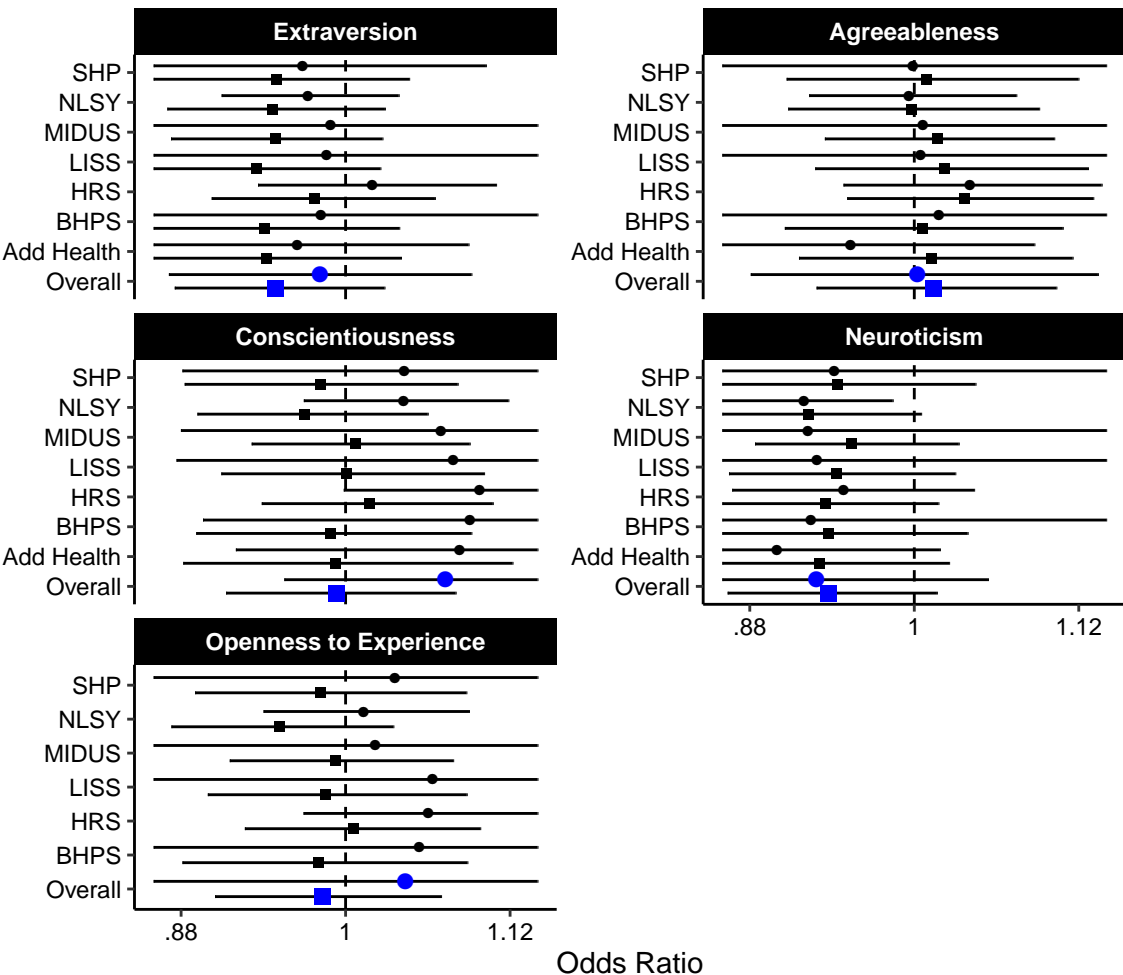 Extraversion
SHP
NLSY
MIDUS
LISS
HRS
BHPS
Add Health
Overall
Agreeableness
SHP
NLSY
MIDUS
LISS
HRS
BHPS
Add Health
Overall
Conscientiousness
SHP
NLSY
MIDUS
LISS
HRS
BHPS
Add Health
Overall
Neuroticism
SHP
NLSY
MIDUS
LISS
HRS
BHPS
Add Health
Overall
.88 1 1.12
Openness to Experience
SHP
NLSY
MIDUS
LISS
HRS
BHPS
Overall
.88 1 1.12
Odds Ratio